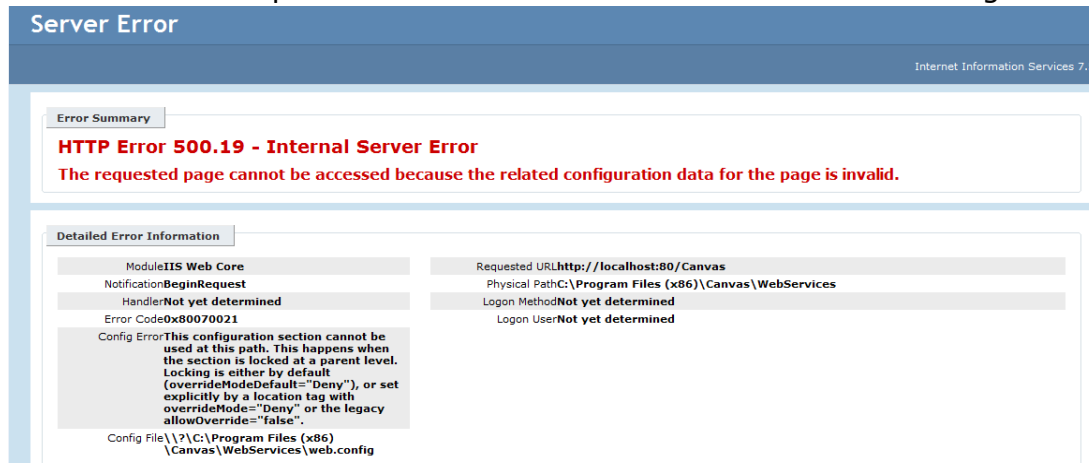 Server Error
Internet Information Services 7.
Error Summary
HTTP Error 500.19 - Internal Server Error
The requested page cannot be accessed because the related configuration data for the page is invalid.
Detailed Error Information
Module IIS Web Core
Notification BeginRequest
Handler Not yet determined
Error Code 0x80070021
Config Error This configuration section cannot be
used at this path. This happens when
the section is locked at a parent level.
Locking is either by default
(overrideModeDefault="Deny"), or set
explicitly by a location tag with
overrideMode="Deny" or the legacy
allowOverride="false".
Config File \\?\C:\Program Files (x86)
\Canvas\WebServices\web.config
Requested URL http://localhost:80/Canvas
Physical Path C:\Program Files (x86)\Canvas\WebServices
Logon Method Not yet determined
Logon User Not yet determined